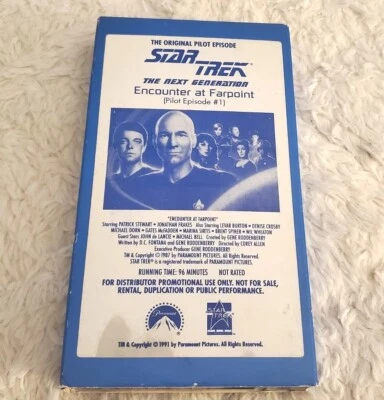 THE ORIGINAL PILOT EPISODE
STAR TREK
THE NEXT GENERATION
Encounter at Farpoint
[Pilot Episode #1]
"ENCOUNTER AT FARPOINT"
Starring PATRICK STEWART • JONATHAN FRAKES Also Starring LEVAR BURTON • DENISE CROSBY
MICHAEL DORN • GATES McFADDEN • MARINA SIRTIS • BRENT SPINER • WIL WHEATON
Guest Stars JOHN de LANCIE • MICHAEL BELL Created by GENE RODDENBERRY
Written by D.C. FONTANA and GENE RODDENBERRY Directed by COREY ALLEN
Executive Producer GENE RODDENBERRY
TM & Copyright © 1987 by PARAMOUNT PICTURES. All Rights Reserved.
STAR TREK® is a registered trademark of PARAMOUNT PICTURES.
RUNNING TIME: 96 MINUTES NOT RATED
FOR DISTRIBUTOR PROMOTIONAL USE ONLY. NOT FOR SALE,
RENTAL, DUPLICATION OR PUBLIC PERFORMANCE.
Paramount
STAR
TREK
TM & Copyright © 1991 by Paramount Pictures. All Rights Reserved.